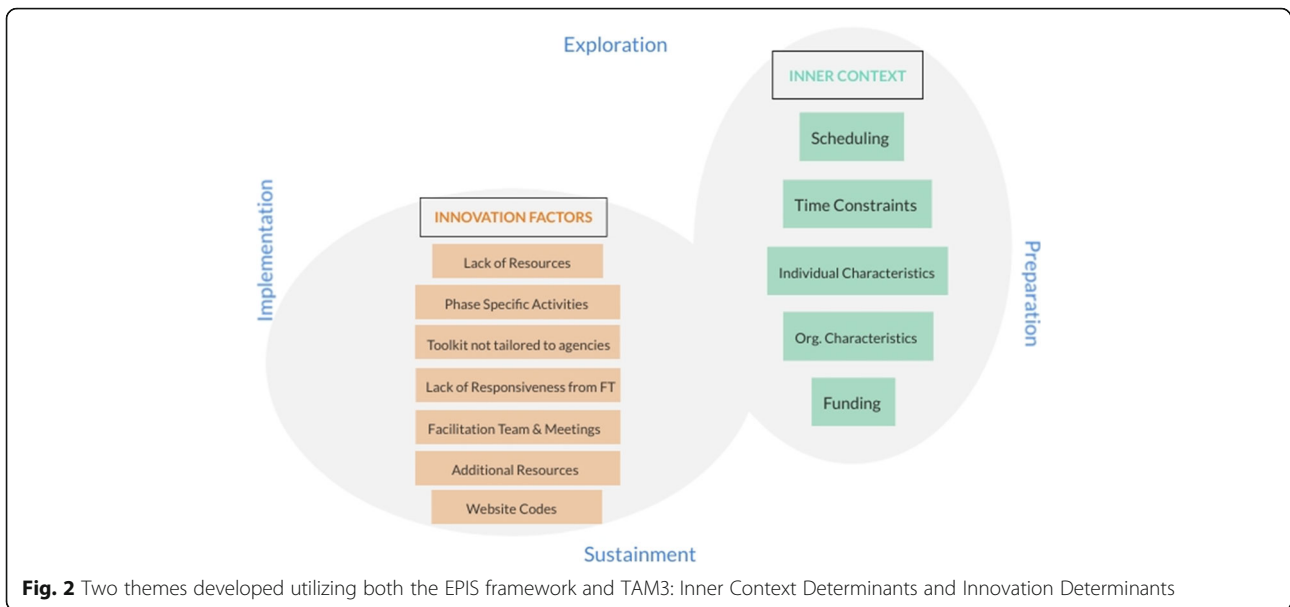 Exploration
INNER CONTEXT
Scheduling
Time Constraints
Individual Characteristics
Org. Characteristics
Funding
Preparation
Implementation
INNOVATION FACTORS
Lack of Resources
Phase Specific Activities
Toolkit not tailored to agencies
Lack of Responsiveness from FT
Facilitation Team & Meetings
Additional Resources
Website Codes
Sustainment
Fig. 2 Two themes developed utilizing both the EPIS framework and TAM3: Inner Context Determinants and Innovation Determinants